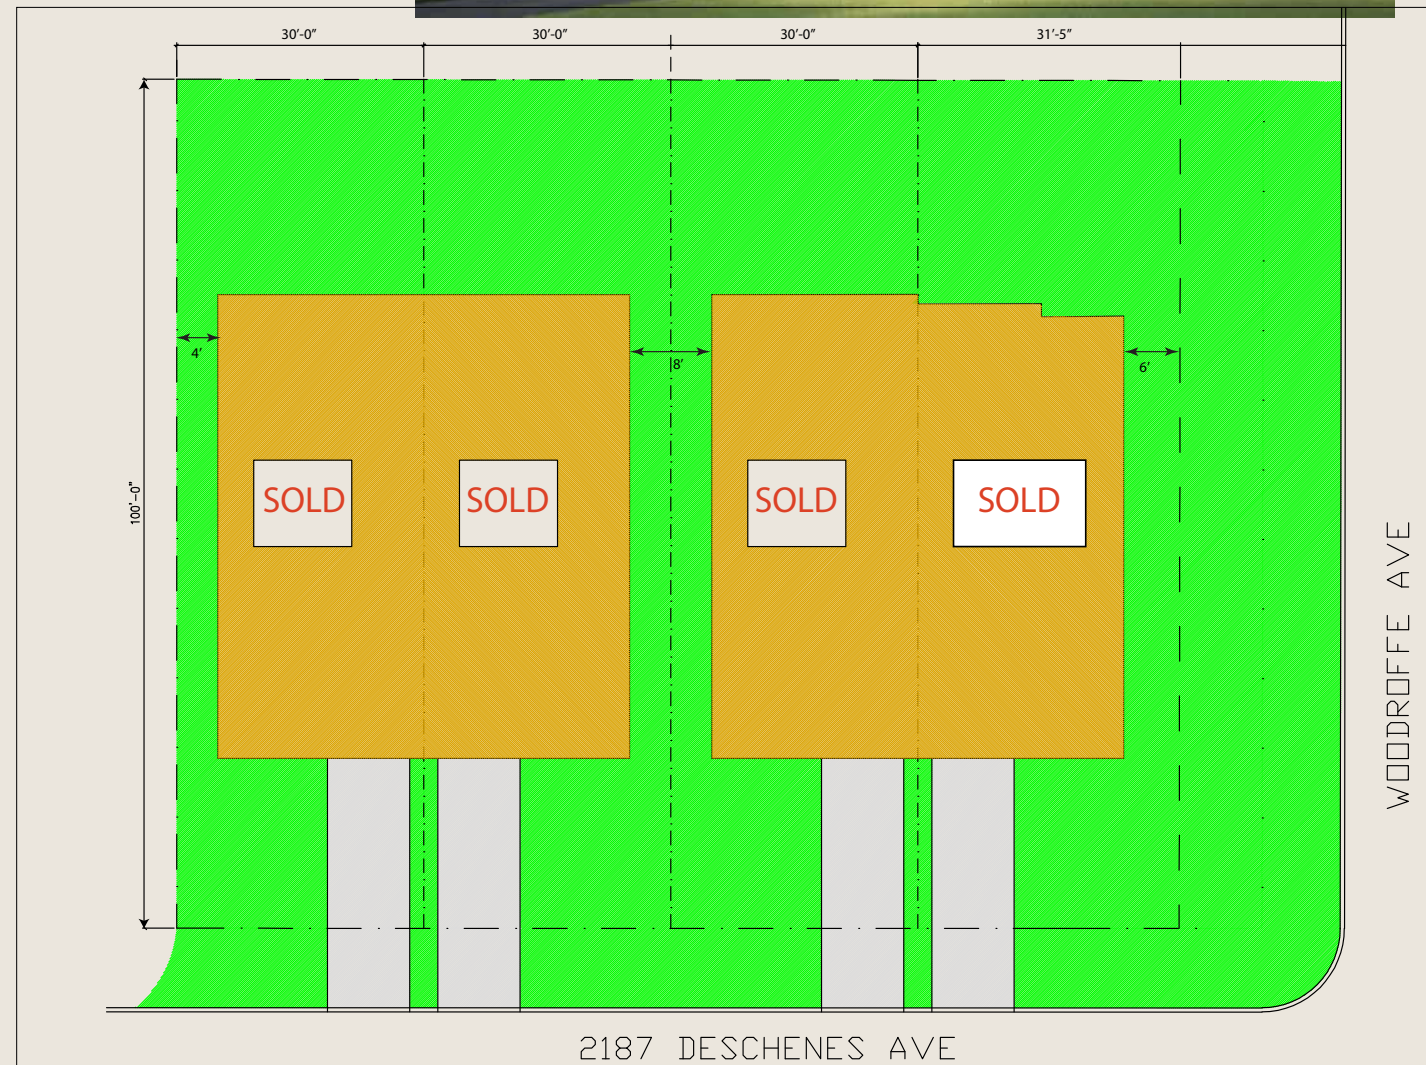 30'-0" 30'-0" 30'-0" 31'-5"
4' 8' 6'
100'-0"
SOLD SOLD SOLD SOLD
WOODROFFE AVE
2187 DESCHENES AVE